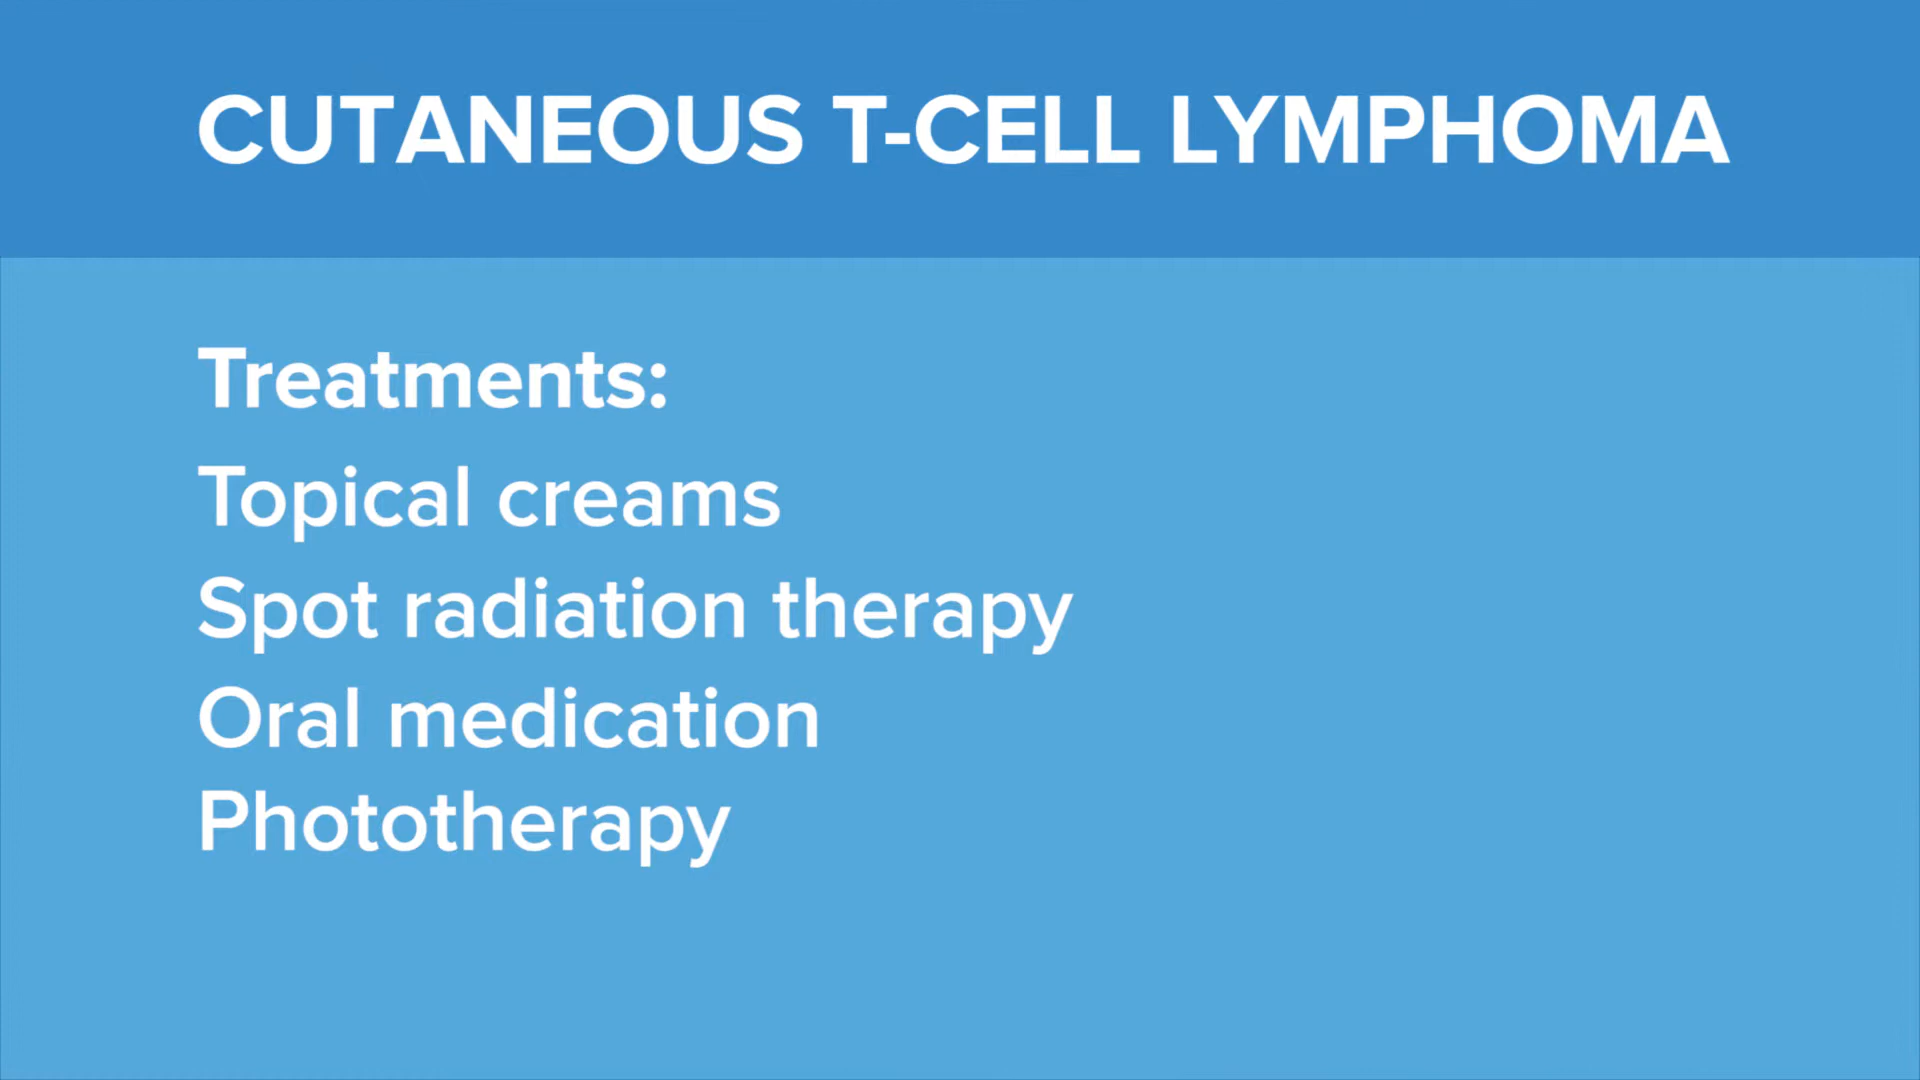 CUTANEOUS T-CELL LYMPHOMA
Treatments:
Topical creams
Spot radiation therapy
Oral medication
Phototherapy